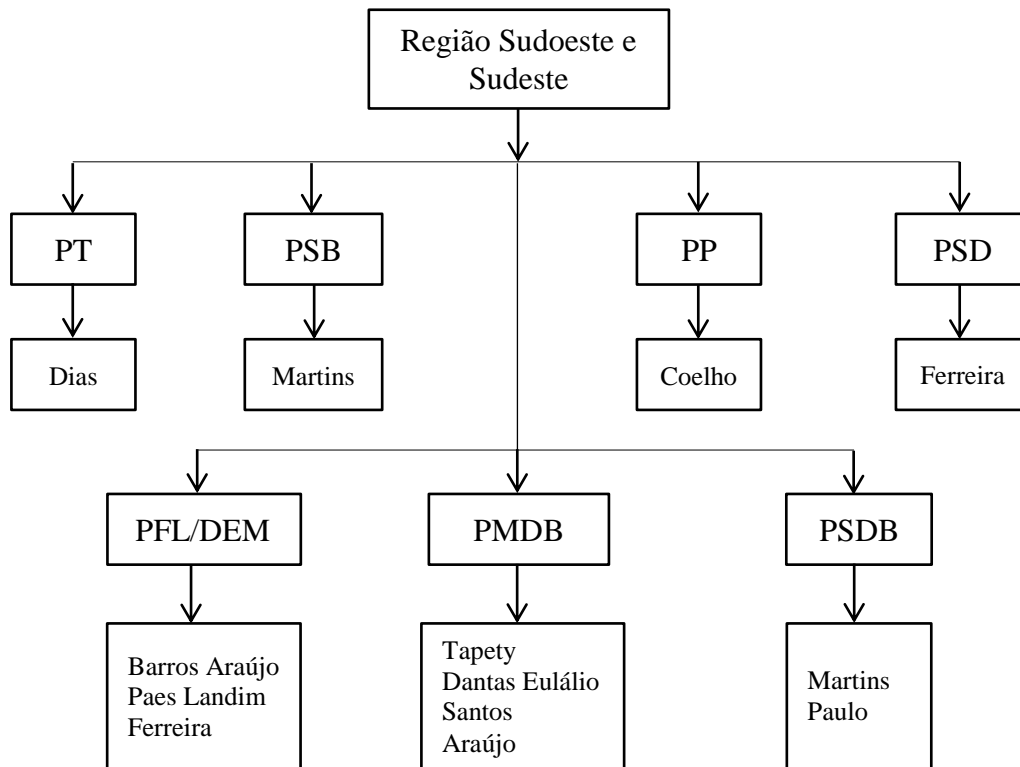 Região Sudoeste e
Sudeste
PT
PSB
PP
PSD
Dias
Martins
Coelho
Ferreira
PFL/DEM
PMDB
PSDB
Barros Araújo
Paes Landim
Ferreira
Tapety
Dantas Eulálio
Santos
Araújo
Martins
Paulo